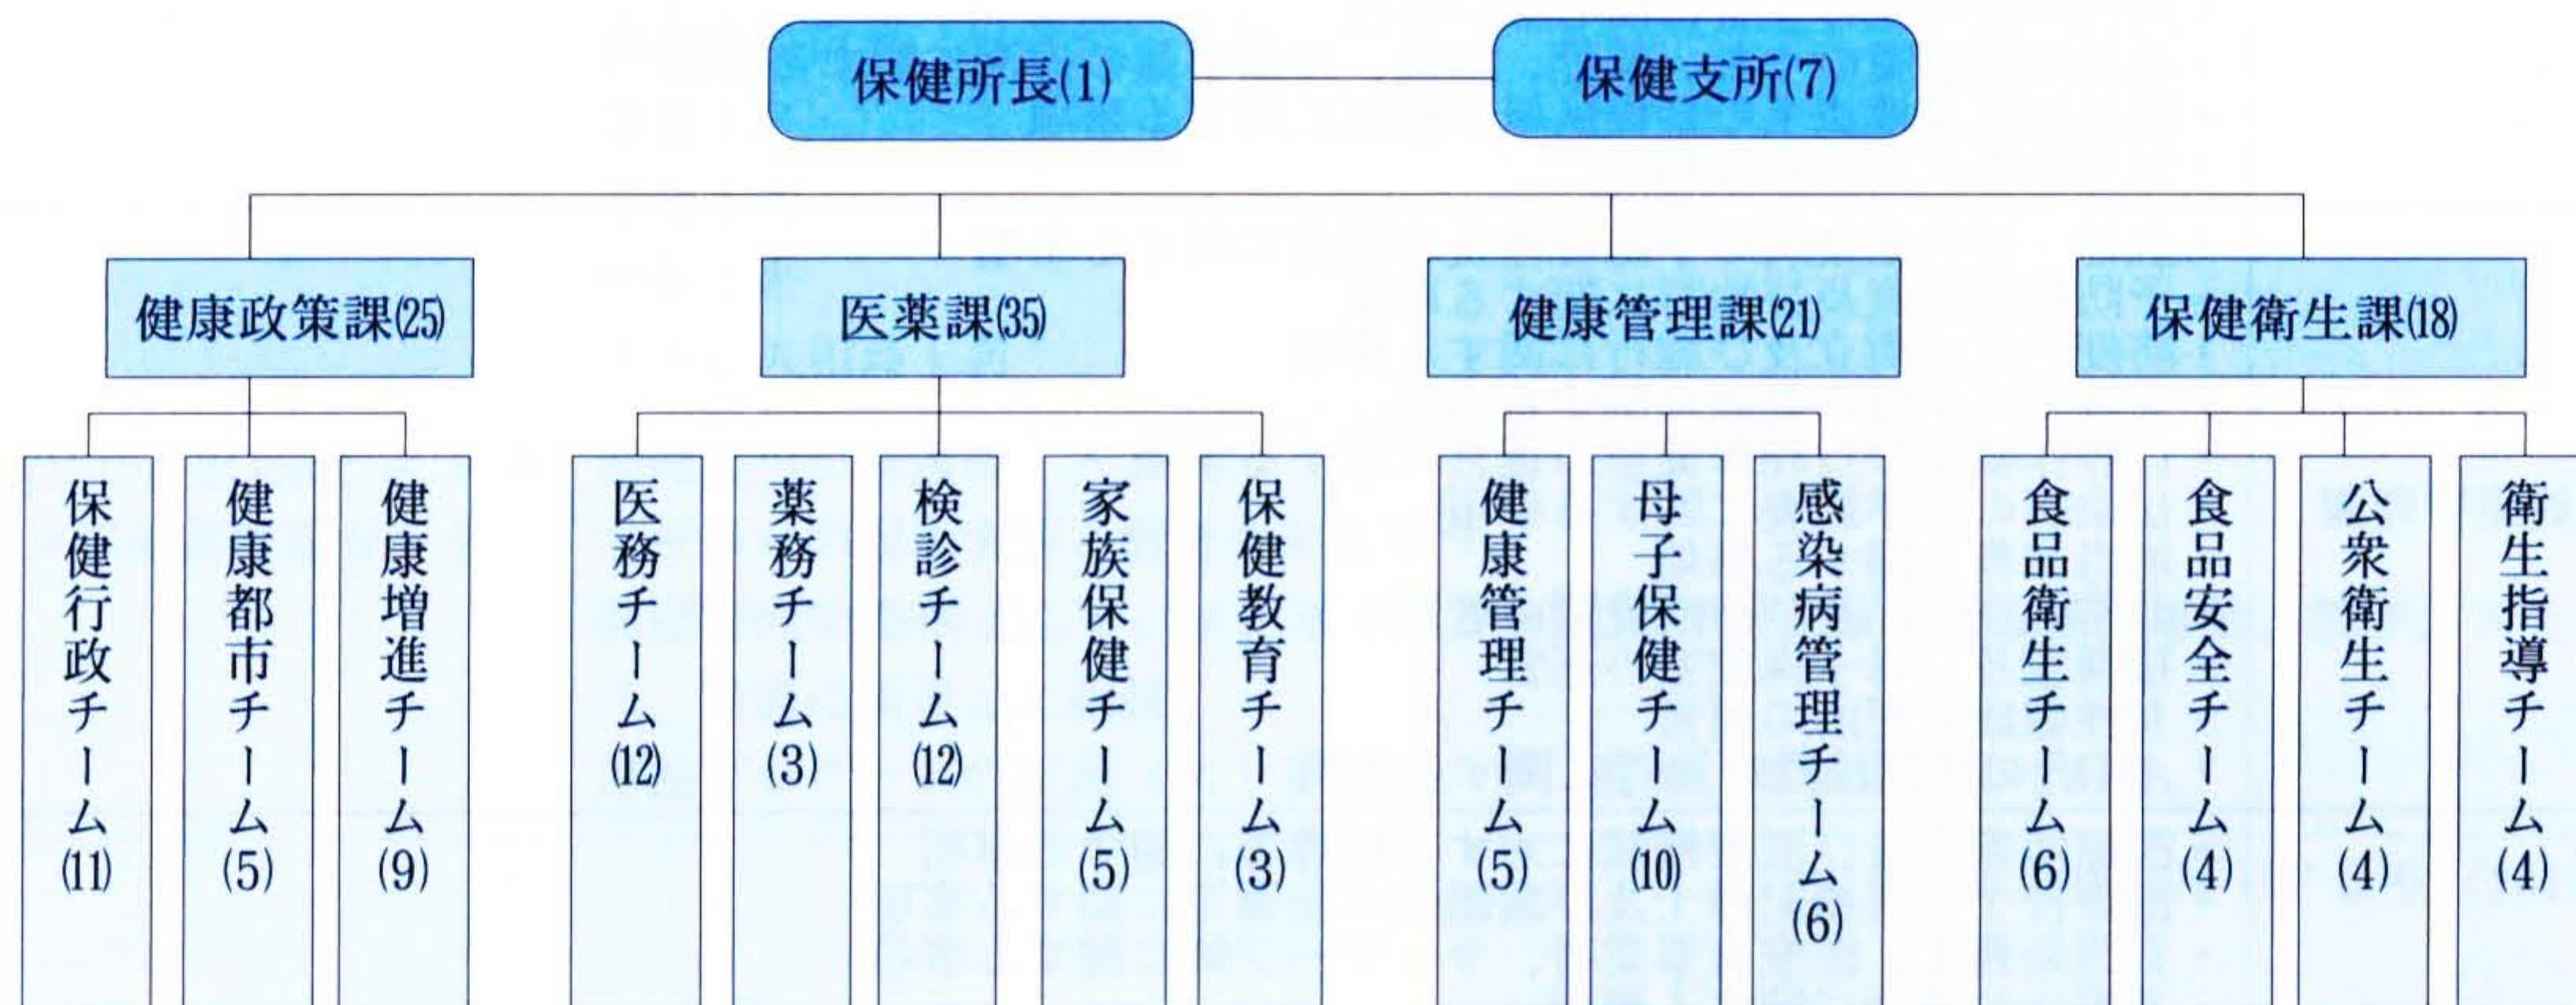 保健所長(1)
保健支所(7)
健康政策課(25)
医薬課(35)
健康管理課(21)
保健衛生課(18)
保健行政チーム(11)
健康都市チーム(5)
健康増進チーム(9)
医務チーム(12)
薬務チーム(3)
検診チーム(12)
家族保健チーム(5)
保健教育チーム(3)
健康管理チーム(5)
母子保健チーム(10)
感染病管理チーム(6)
食品衛生チーム(6)
食品安全チーム(4)
公衆衛生チーム(4)
衛生指導チーム(4)